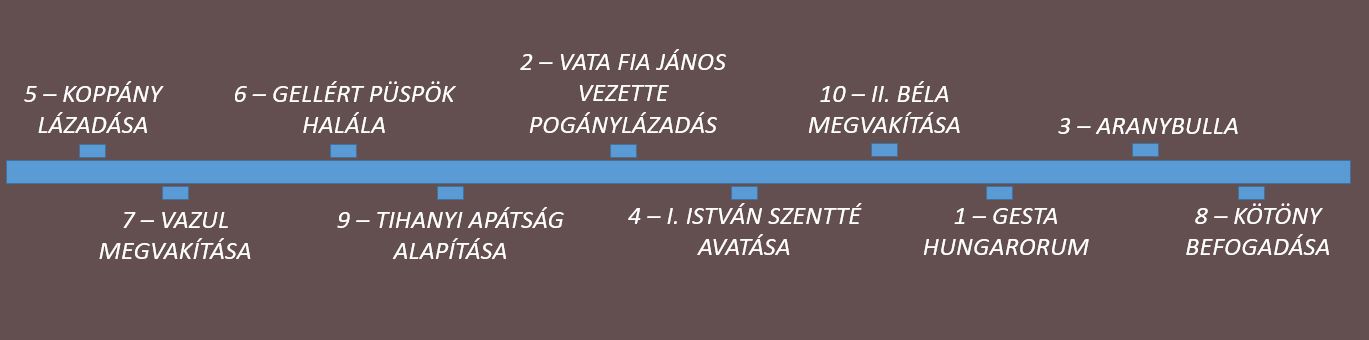 5 – KOPPÁNY
LÁZADÁSA
6 – GELLÉRT PÜSPÖK
HALÁLA
2 – VATA FIA JÁNOS
VEZETTE
POGÁNYLÁZADÁS
10 – II. BÉLA
MEGVAKÍTÁSA
3 – ARANYBULLA
7 – VAZUL
MEGVAKÍTÁSA
9 – TIHANYI APÁTSÁG
ALAPÍTÁSA
4 – I. ISTVÁN SZENTTÉ
AVATÁSA
1 – GESTA
HUNGARORUM
8 – KÖTÖNY
BEFOGADÁSA